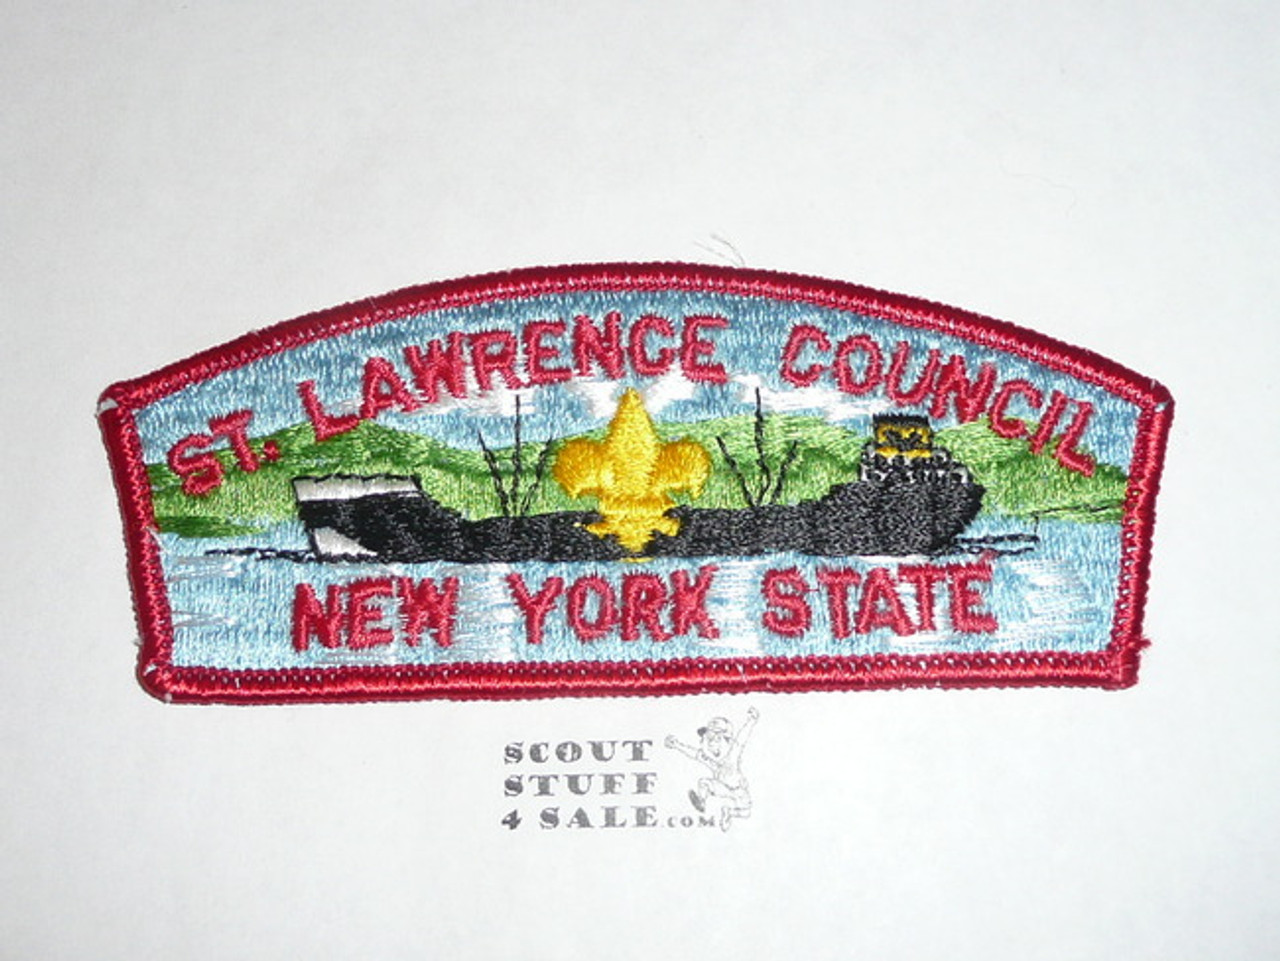 ST. LAWRENCE COUNCIL
NEW YORK STATE
SCOUT
STUFF
4 SALE.COM